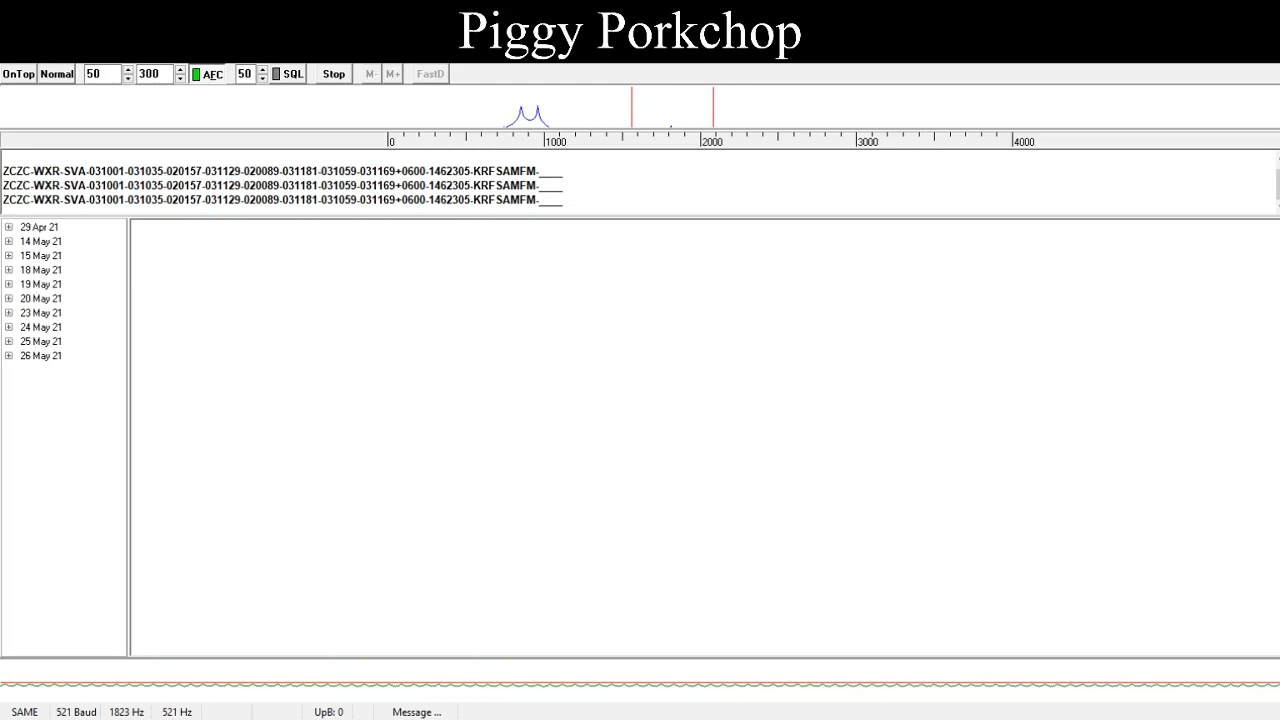 Piggy Porkchop
OnTop Normal 50 300 AFC 50 SQL Stop M- M+ FastD
0 1000 2000 3000 4000
ZCZC-WXR-SVA-031001-031035-020157-031129-020089-031181-031059-031169+0600-1462305-KRFSAMFM-____
ZCZC-WXR-SVA-031001-031035-020157-031129-020089-031181-031059-031169+0600-1462305-KRFSAMFM-____
ZCZC-WXR-SVA-031001-031035-020157-031129-020089-031181-031059-031169+0600-1462305-KRFSAMFM-____
29 Apr 21
14 May 21
15 May 21
18 May 21
19 May 21
20 May 21
23 May 21
24 May 21
25 May 21
26 May 21
SAME 521 Baud 1823 Hz 521 Hz UpB: 0 Message ...